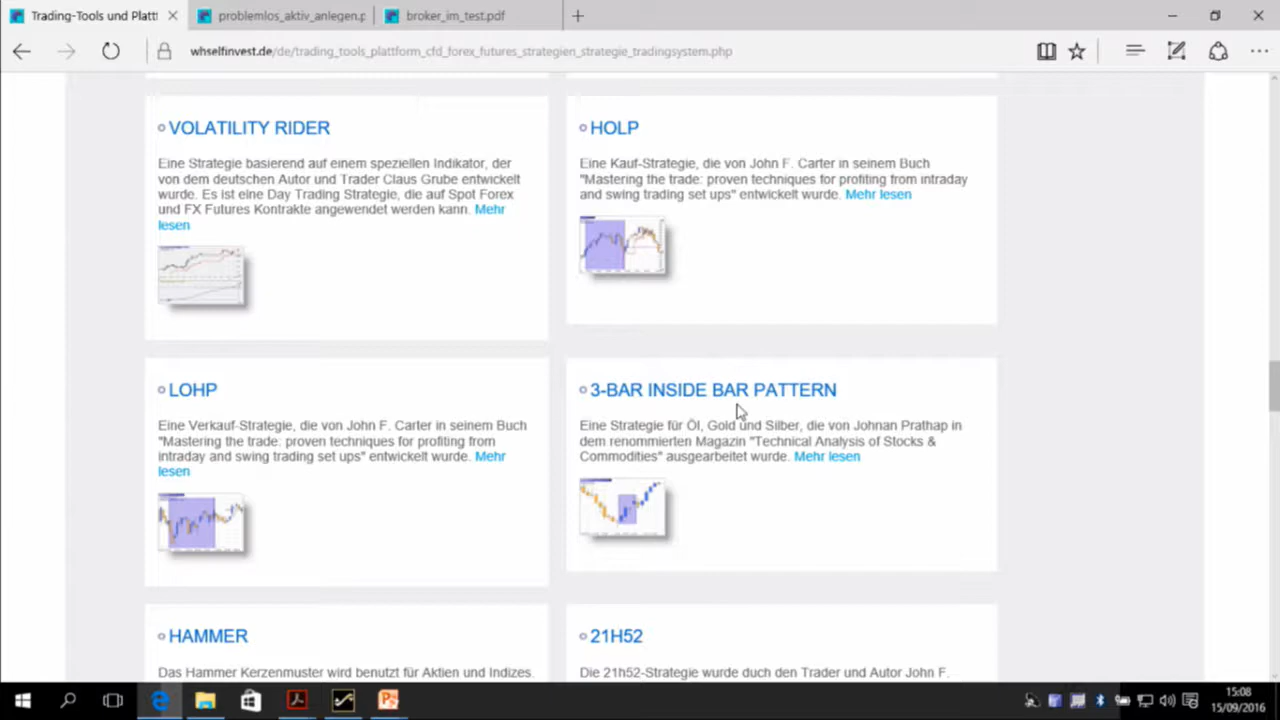 Trading-Tools und Plattf
problemlos_aktiv_anlegen.p
broker_im_test.pdf
whselfinvest.de/de/trading_tools_plattform_cfd_forex_futures_strategien_strategie_tradingsystem.php
VOLATILITY RIDER
Eine Strategie basierend auf einem speziellen Indikator, der
von dem deutschen Autor und Trader Claus Grube entwickelt
wurde. Es ist eine Day Trading Strategie, die auf Spot Forex
und FX Futures Kontrakte angewendet werden kann. Mehr
lesen
HOLP
Eine Kauf-Strategie, die von John F. Carter in seinem Buch
"Mastering the trade: proven techniques for profiting from intraday
and swing trading set ups" entwickelt wurde. Mehr lesen
LOHP
Eine Verkauf-Strategie, die von John F. Carter in seinem Buch
"Mastering the trade: proven techniques for profiting from
intraday and swing trading set ups" entwickelt wurde. Mehr
lesen
3-BAR INSIDE BAR PATTERN
Eine Strategie für Öl, Gold und Silber, die von Johnan Prathap in
dem renommierten Magazin "Technical Analysis of Stocks &
Commodities" ausgearbeitet wurde. Mehr lesen
HAMMER
Das Hammer Kerzenmuster wird benutzt für Aktien und Indizes.
21H52
Die 21h52-Strategie wurde duch den Trader und Autor John F.
15:08
15/09/2016